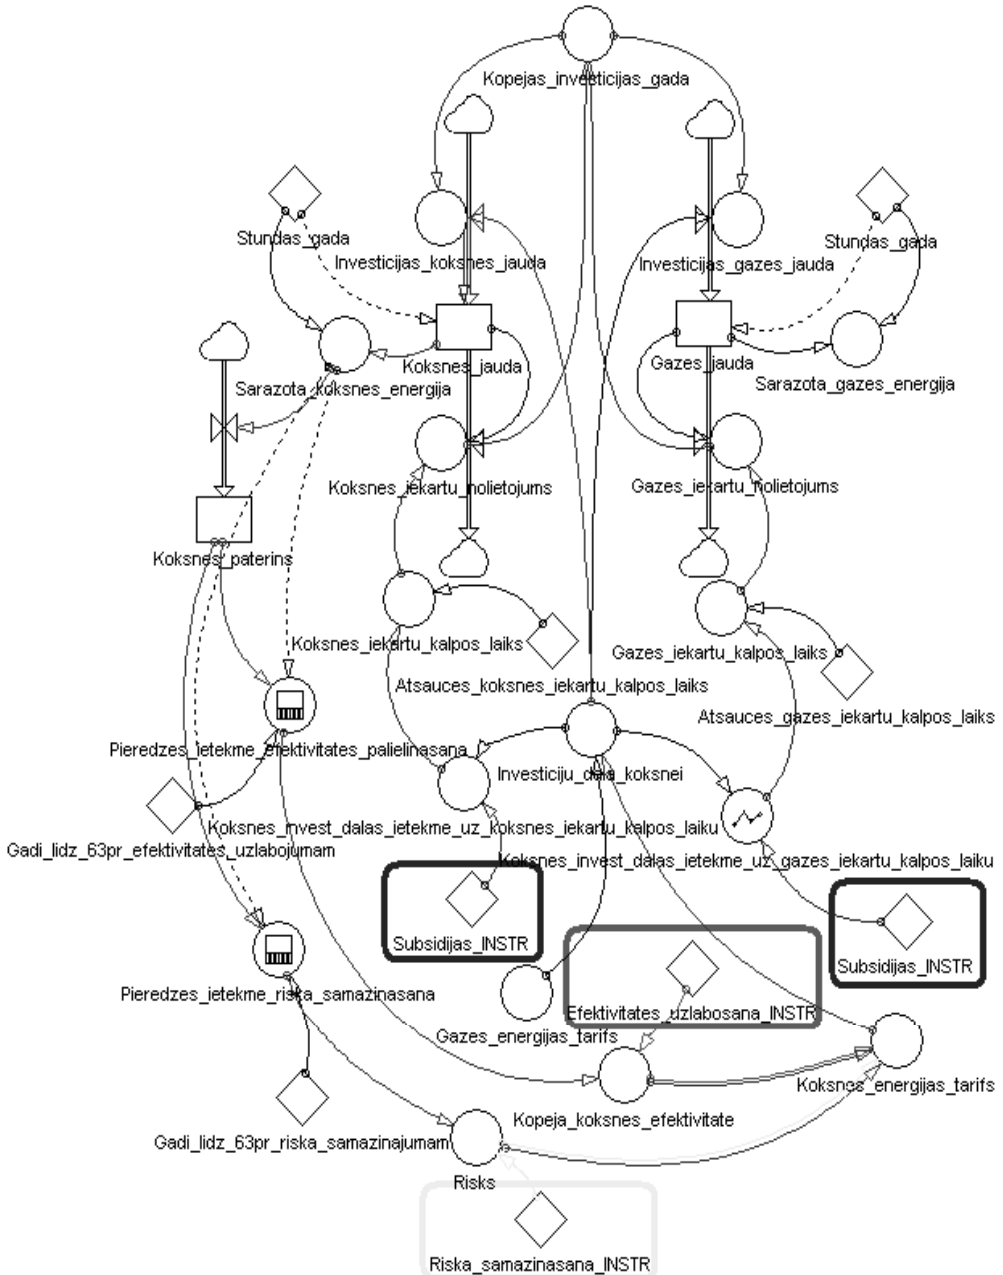 Kopejas_investicijas_gada
Stundas_gada
Stundas_gada
Investicijas_koksnes_jauda
Investicijas_gazes_jauda
Koksnes_jauda
Gazes_jauda
Sarazota_koksnes_energija
Sarazota_gazes_energija
Koksnes_iekartu_nolietojums
Gazes_iekartu_nolietojums
Koksnes_paterins
Koksnes_iekartu_kalpos_laiks
Gazes_iekartu_kalpos_laiks
Atsauces_koksnes_iekartu_kalpos_laiks
Atsauces_gazes_iekartu_kalpos_laiks
Pieredzes_ietekme_efektivitates_palielinasana
Investiciju_dala_koksnei
Koksnes_invest_dalas_ietekme_uz_koksnes_iekartu_kalpos_laiku
Gadi_lidz_63pr_efektivitates_uzlabojumam
Koksnes_invest_dalas_ietekme_uz_gazes_iekartu_kalpos_laiku
Subsidijas_INSTR
Subsidijas_INSTR
Pieredzes_ietekme_riska_samazinasana
Efektivitates_uzlabosana_INSTR
Gazes_energijas_tarifs
Koksnes_energijas_tarifs
Kopeja_koksnes_efektivitate
Gadi_lidz_63pr_riska_samazinajumam
Risks
Riska_samazinasana_INSTR